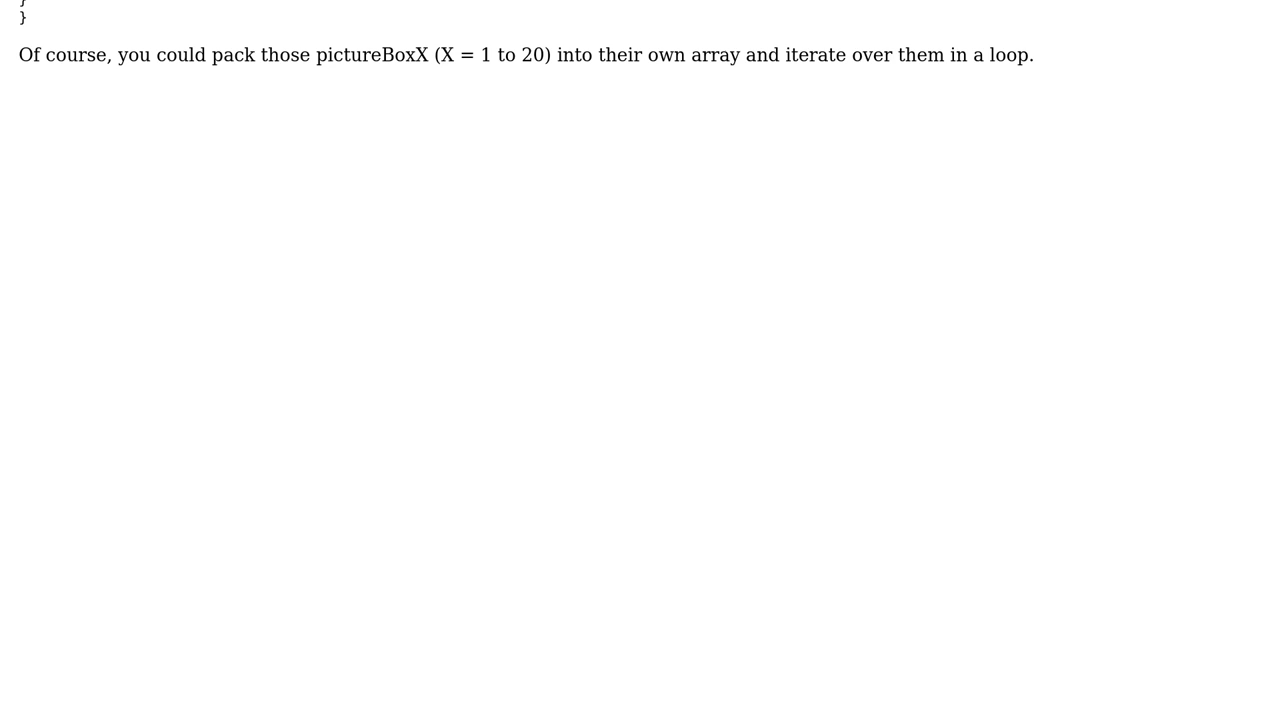 }
}
Of course, you could pack those pictureBoxX (X = 1 to 20) into their own array and iterate over them in a loop.